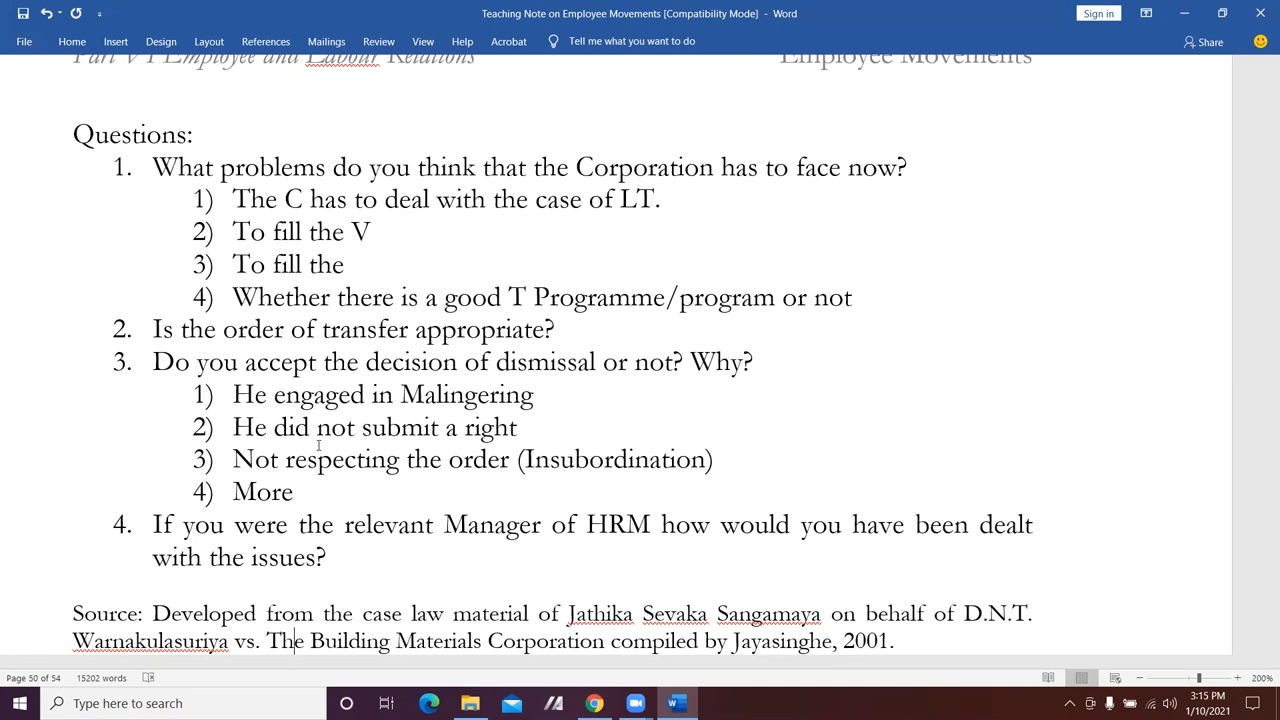 Teaching Note on Employee Movements [Compatibility Mode] - Word
Sign in
File Home Insert Design Layout References Mailings Review View Help Acrobat Tell me what you want to do Share
Part V I Employee and Labour Relations Employee Movements
Questions:
1. What problems do you think that the Corporation has to face now?
1) The C has to deal with the case of LT.
2) To fill the V
3) To fill the
4) Whether there is a good T Programme/program or not
2. Is the order of transfer appropriate?
3. Do you accept the decision of dismissal or not? Why?
1) He engaged in Malingering
2) He did not submit a right
3) Not respecting the order (Insubordination)
4) More
4. If you were the relevant Manager of HRM how would you have been dealt
with the issues?
Source: Developed from the case law material of Jathika Sevaka Sangamaya on behalf of D.N.T.
Warnakulasuriya vs. The Building Materials Corporation compiled by Jayasinghe, 2001.
Page 50 of 54 15202 words 200%
Type here to search
3:15 PM
1/10/2021